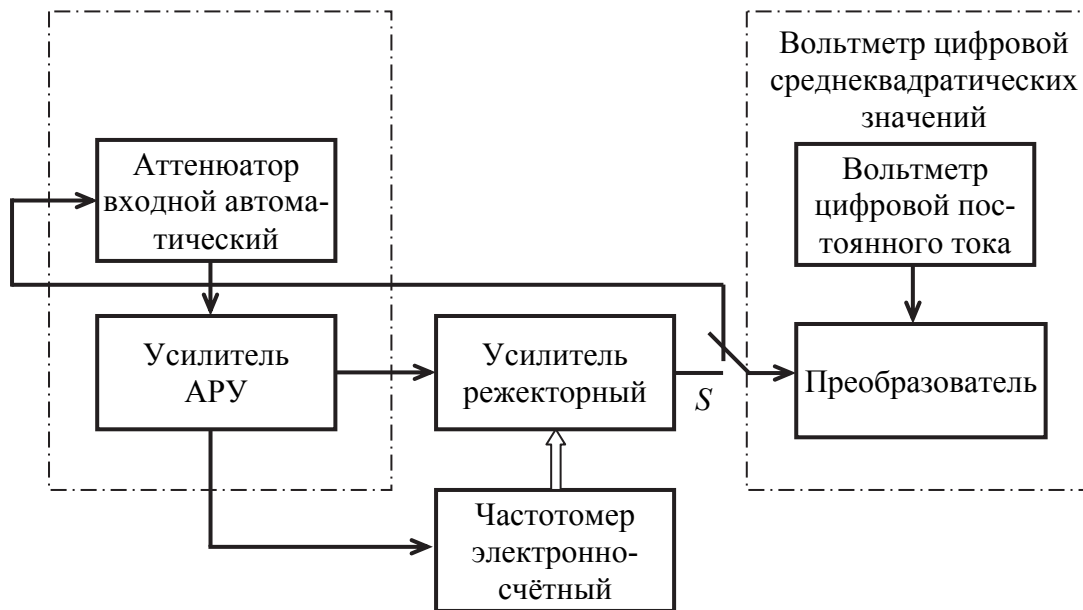 Вольтметр цифровой
среднеквадратических
значений
Аттенюатор
входной автома-
тический
Вольтметр
цифровой пос-
тоянного тока
Усилитель
АРУ
Усилитель
режекторный
S
Преобразователь
Частотомер
электронно-
счётный